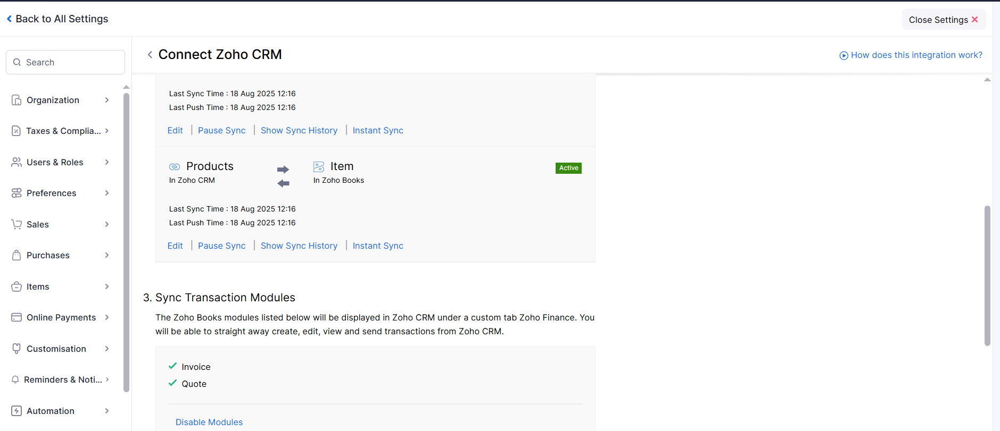 Back to All Settings
Close Settings
Search
Organization
Taxes & Complia...
Users & Roles
Preferences
Sales
Purchases
Items
Online Payments
Customisation
Reminders & Noti...
Automation
Connect Zoho CRM
How does this integration work?
Last Sync Time : 18 Aug 2025 12:16
Last Push Time : 18 Aug 2025 12:16
Edit | Pause Sync | Show Sync History | Instant Sync
Products Item Active
In Zoho CRM In Zoho Books
Last Sync Time : 18 Aug 2025 12:16
Last Push Time : 18 Aug 2025 12:16
Edit | Pause Sync | Show Sync History | Instant Sync
3. Sync Transaction Modules
The Zoho Books modules listed below will be displayed in Zoho CRM under a custom tab Zoho Finance. You
will be able to straight away create, edit, view and send transactions from Zoho CRM.
Invoice
Quote
Disable Modules